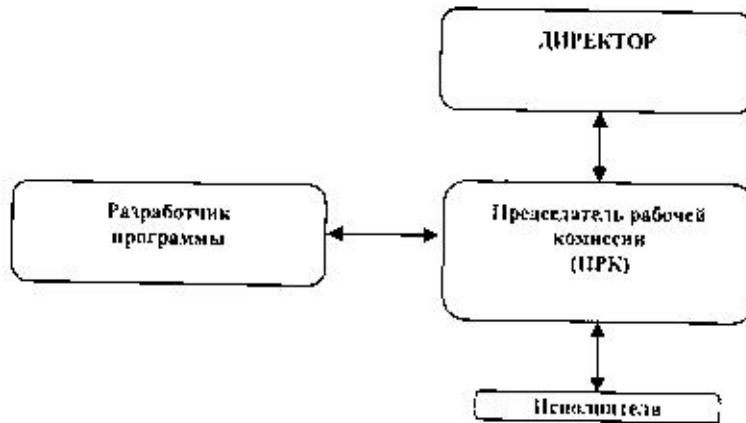 ДИРЕКТОР
Разработчик
программы
Председатель рабочей
комиссии
(ПРК)
Исполнители